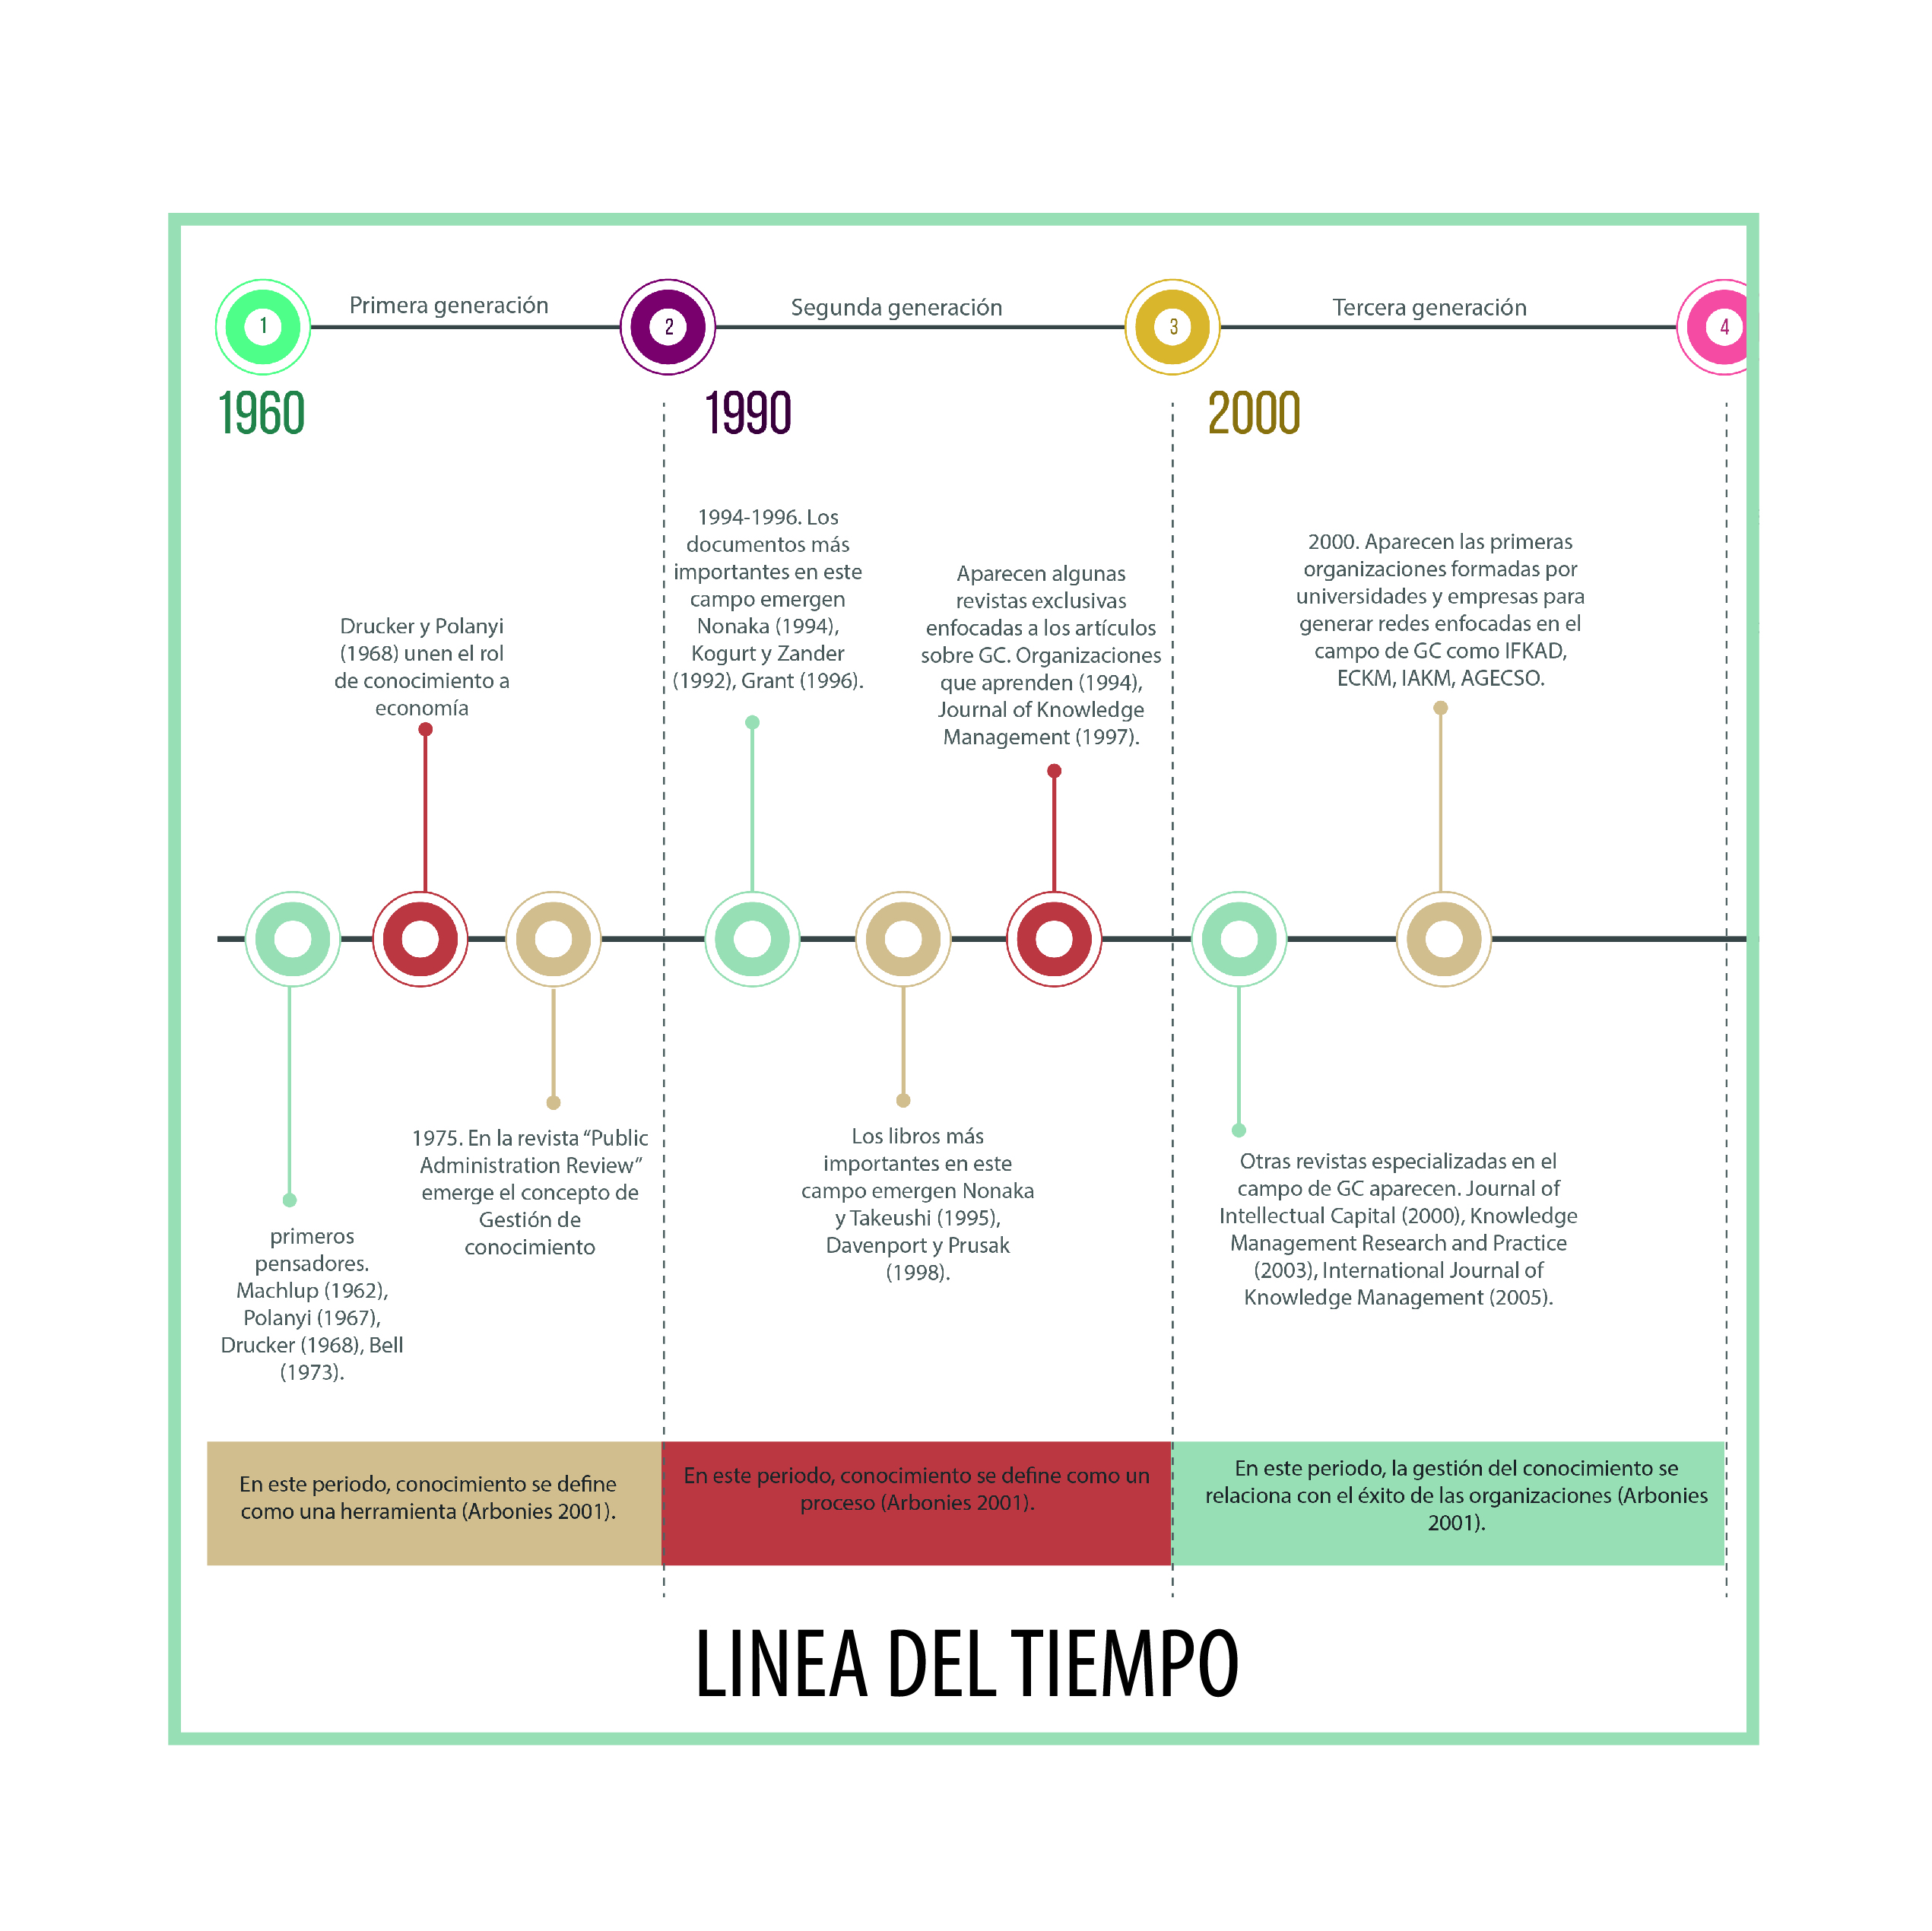 1
Primera generación
2
Segunda generación
3
Tercera generación
4
1960
1990
2000
Drucker y Polanyi
(1968) unen el rol
de conocimiento a
economía
1994-1996. Los
documentos más
importantes en este
campo emergen
Nonaka (1994),
Kogurt y Zander
(1992), Grant (1996).
Aparecen algunas
revistas exclusivas
enfocadas a los artículos
sobre GC. Organizaciones
que aprenden (1994),
Journal of Knowledge
Management (1997).
2000. Aparecen las primeras
organizaciones formadas por
universidades y empresas para
generar redes enfocadas en el
campo de GC como IFKAD,
ECKM, IAKM, AGECSO.
primeros
pensadores.
Machlup (1962),
Polanyi (1967),
Drucker (1968), Bell
(1973).
1975. En la revista “Public
Administration Review”
emerge el concepto de
Gestión de
conocimiento
Los libros más
importantes en este
campo emergen Nonaka
y Takeushi (1995),
Davenport y Prusak
(1998).
Otras revistas especializadas en el
campo de GC aparecen. Journal of
Intellectual Capital (2000), Knowledge
Management Research and Practice
(2003), International Journal of
Knowledge Management (2005).
En este periodo, conocimiento se define
como una herramienta (Arbonies 2001).
En este periodo, conocimiento se define como un
proceso (Arbonies 2001).
En este periodo, la gestión del conocimiento se
relaciona con el éxito de las organizaciones (Arbonies
2001).
LINEA DEL TIEMPO